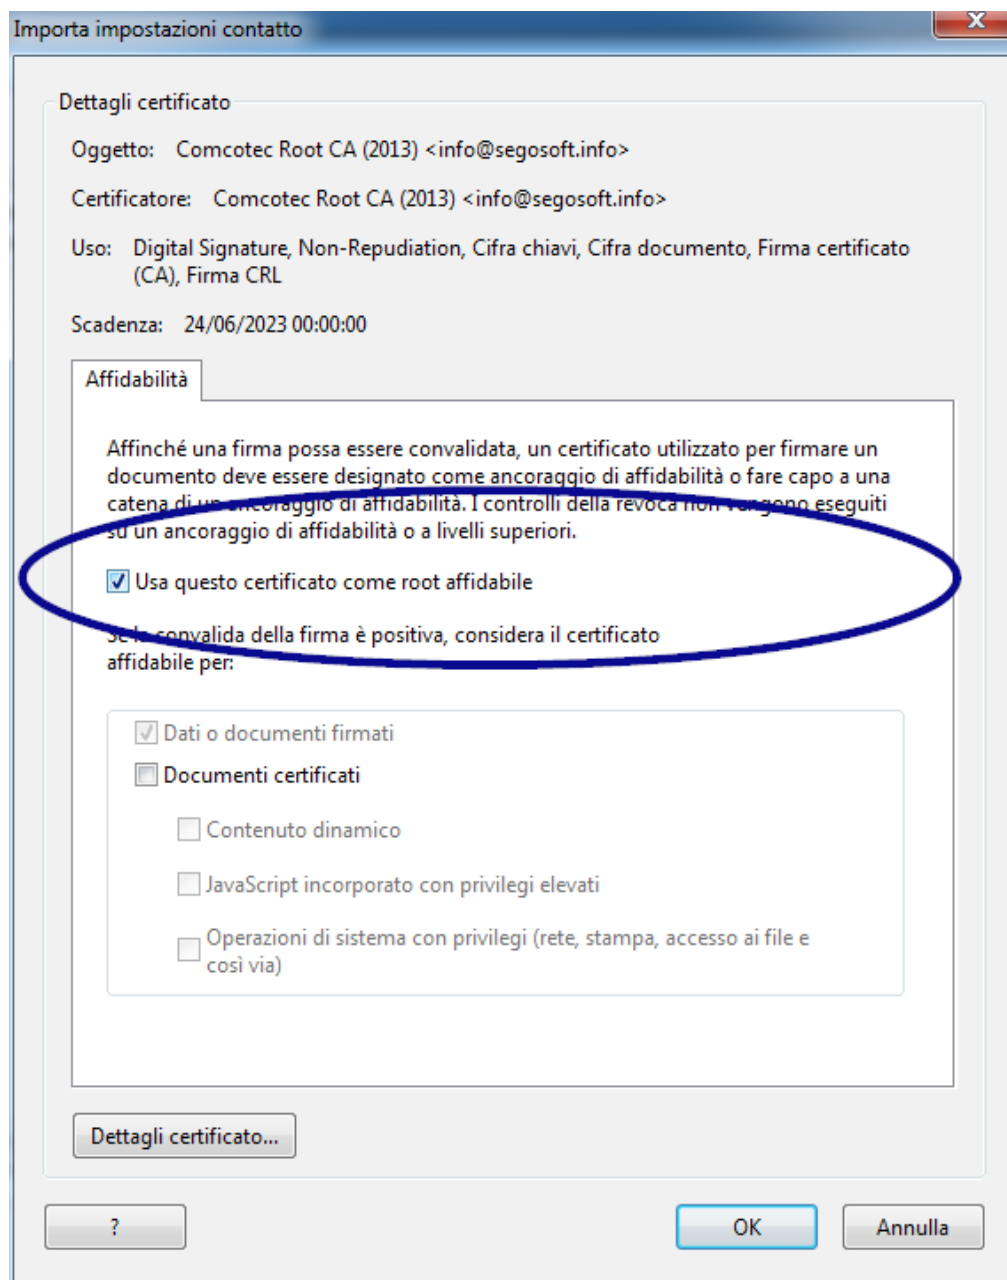 Importa impostazioni contatto
Dettagli certificato
Oggetto: Comcotec Root CA (2013) <info@segosoft.info>
Certificatore: Comcotec Root CA (2013) <info@segosoft.info>
Uso: Digital Signature, Non-Repudiation, Cifra chiavi, Cifra documento, Firma certificato
(CA), Firma CRL
Scadenza: 24/06/2023 00:00:00
Affidabilità
Affinché una firma possa essere convalidata, un certificato utilizzato per firmare un
documento deve essere designato come ancoraggio di affidabilità o fare capo a una
catena di un ancoraggio di affidabilità. I controlli della revoca non vengono eseguiti
su un ancoraggio di affidabilità o a livelli superiori.
Usa questo certificato come root affidabile
Se la convalida della firma è positiva, considera il certificato
affidabile per:
Dati o documenti firmati
Documenti certificati
Contenuto dinamico
JavaScript incorporato con privilegi elevati
Operazioni di sistema con privilegi (rete, stampa, accesso ai file e
così via)
Dettagli certificato...
?
OK
Annulla